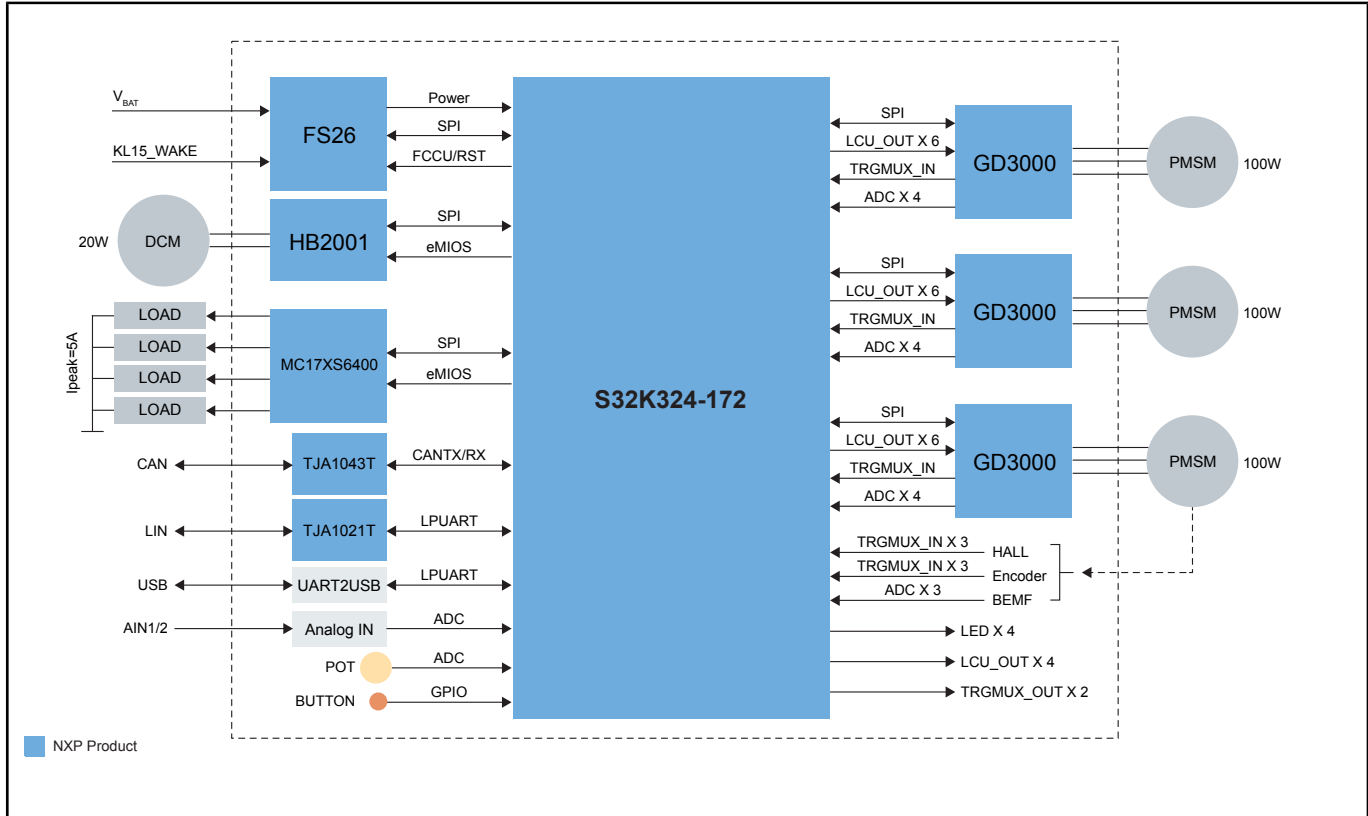 V_BAT
KL15_WAKE
FS26
Power
SPI
FCCU/RST
20W
DCM
HB2001
SPI
eMIOS
Ipeak=5A
LOAD
LOAD
LOAD
LOAD
MC17XS6400
SPI
eMIOS
CAN
TJA1043T
CANTX/RX
LIN
TJA1021T
LPUART
USB
UART2USB
LPUART
AIN1/2
Analog IN
ADC
POT
ADC
BUTTON
GPIO
S32K324-172
SPI
LCU_OUT X 6
TRGMUX_IN
ADC X 4
GD3000
PMSM
100W
SPI
LCU_OUT X 6
TRGMUX_IN
ADC X 4
GD3000
PMSM
100W
SPI
LCU_OUT X 6
TRGMUX_IN
ADC X 4
GD3000
PMSM
100W
TRGMUX_IN X 3
HALL
TRGMUX_IN X 3
Encoder
ADC X 3
BEMF
LED X 4
LCU_OUT X 4
TRGMUX_OUT X 2
NXP Product